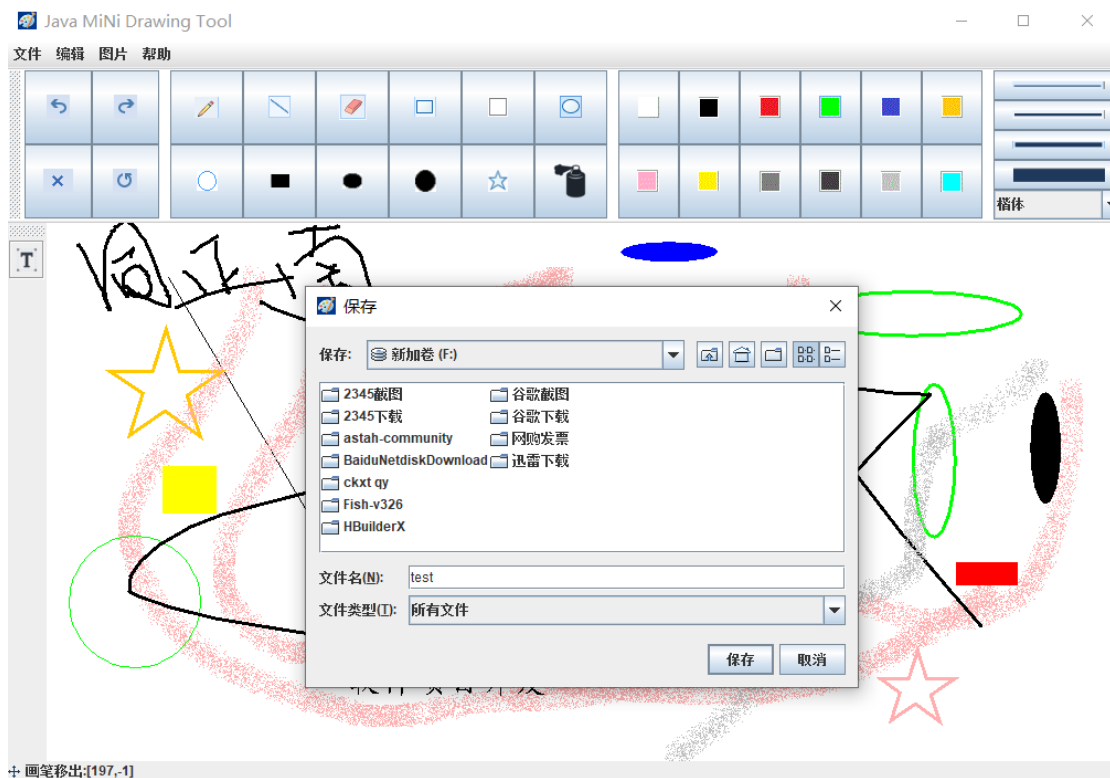 Java MiNi Drawing Tool
文件 编辑 图片 帮助
楷体
T
保存
保存: 新加卷 (F:)
2345截图 谷歌截图
2345下载 谷歌下载
astah-community 网购发票
BaiduNetdiskDownload 迅雷下载
ckxt qy
Fish-v326
HBuilderX
文件名(N): test
文件类型(T): 所有文件
保存 取消
画笔移出:[197,-1]